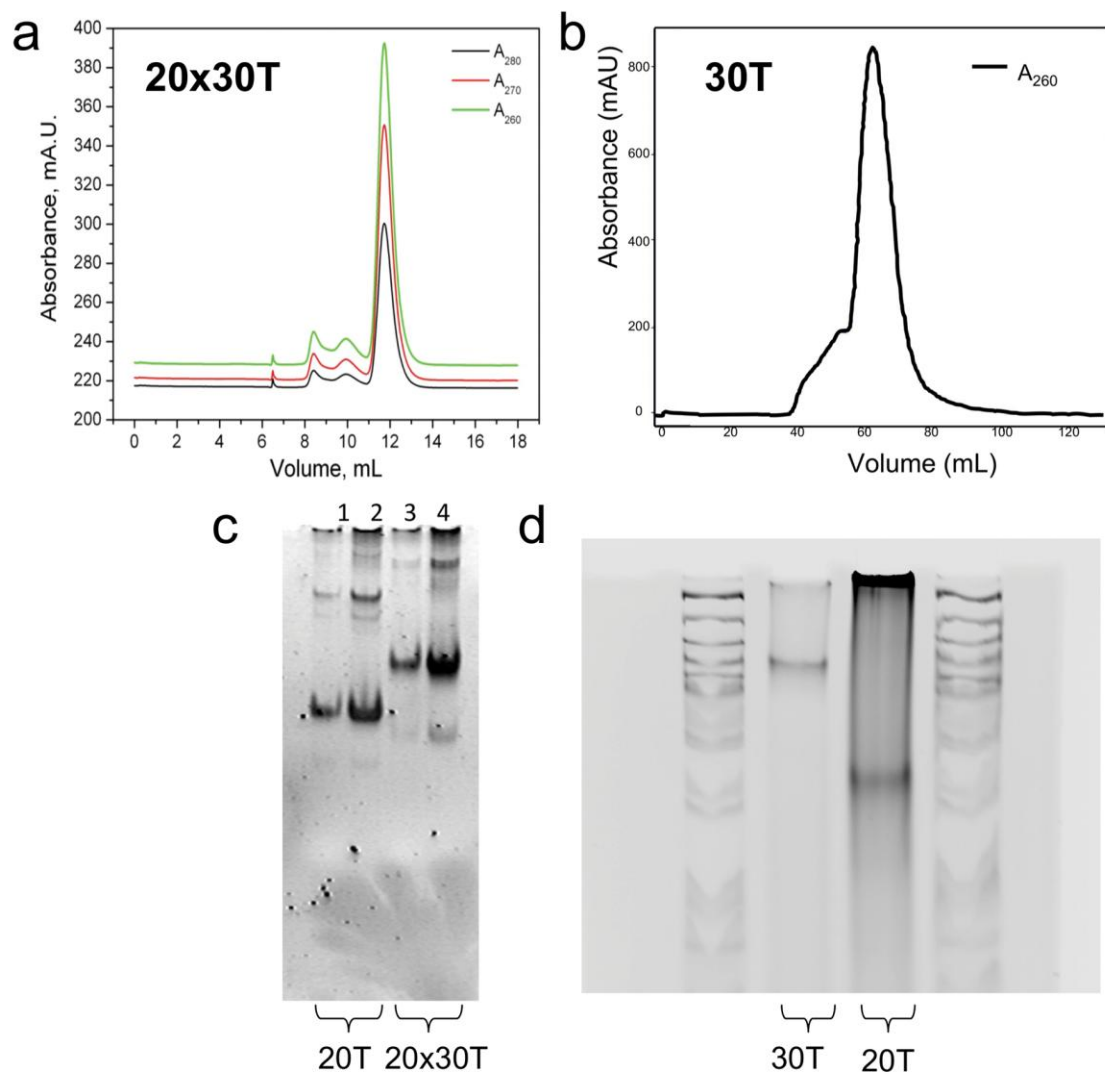 a
20x30T
A280
A270
A260
Absorbance, mA.U.
400
380
360
340
320
300
280
260
240
220
200
0 2 4 6 8 10 12 14 16 18
Volume, mL
b
30T
A260
Absorbance (mAU)
800
600
400
200
0
0 20 40 60 80 100 120
Volume (mL)
c
1 2 3 4
20T 20x30T
d
30T 20T